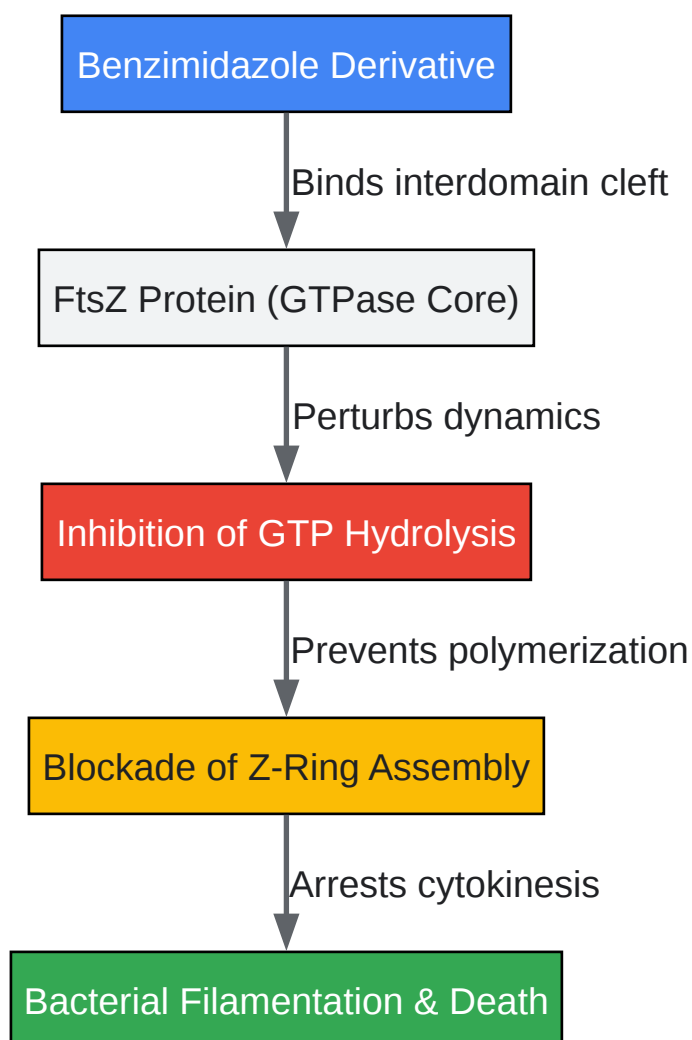 Benzimidazole Derivative
Binds interdomain cleft
FtsZ Protein (GTPase Core)
Perturbs dynamics
Inhibition of GTP Hydrolysis
Prevents polymerization
Blockade of Z-Ring Assembly
Arrests cytokinesis
Bacterial Filamentation & Death